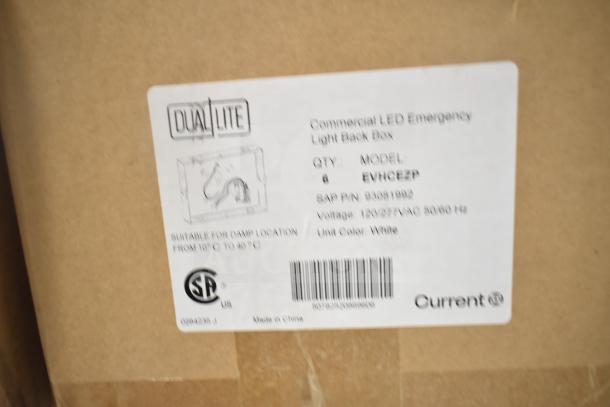 DUAL LITE
Commercial LED Emergency
Light Back Box
QTY: MODEL
6 EVHCEZP
SAP P/N: 93081992
Voltage: 120/277VAC 50/60 Hz
Unit Color: White
SUITABLE FOR DAMP LOCATION
FROM 10°C TO 40°C
SA
US
Current
Made in China